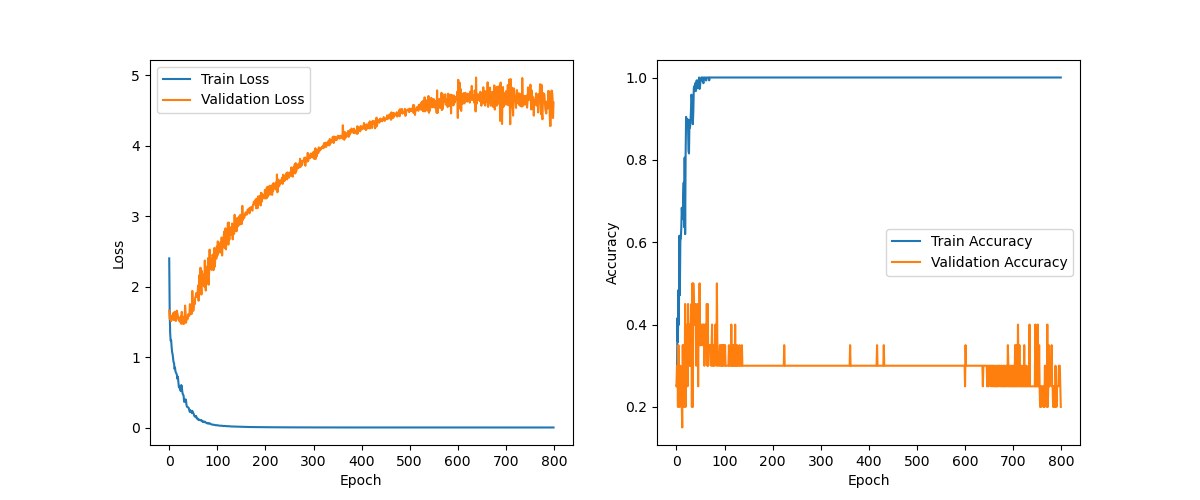 Train Loss
Validation Loss
5
4
3
2
1
0
Loss
0 100 200 300 400 500 600 700 800
Epoch
Train Accuracy
Validation Accuracy
1.0
0.8
0.6
0.4
0.2
Accuracy
0 100 200 300 400 500 600 700 800
Epoch